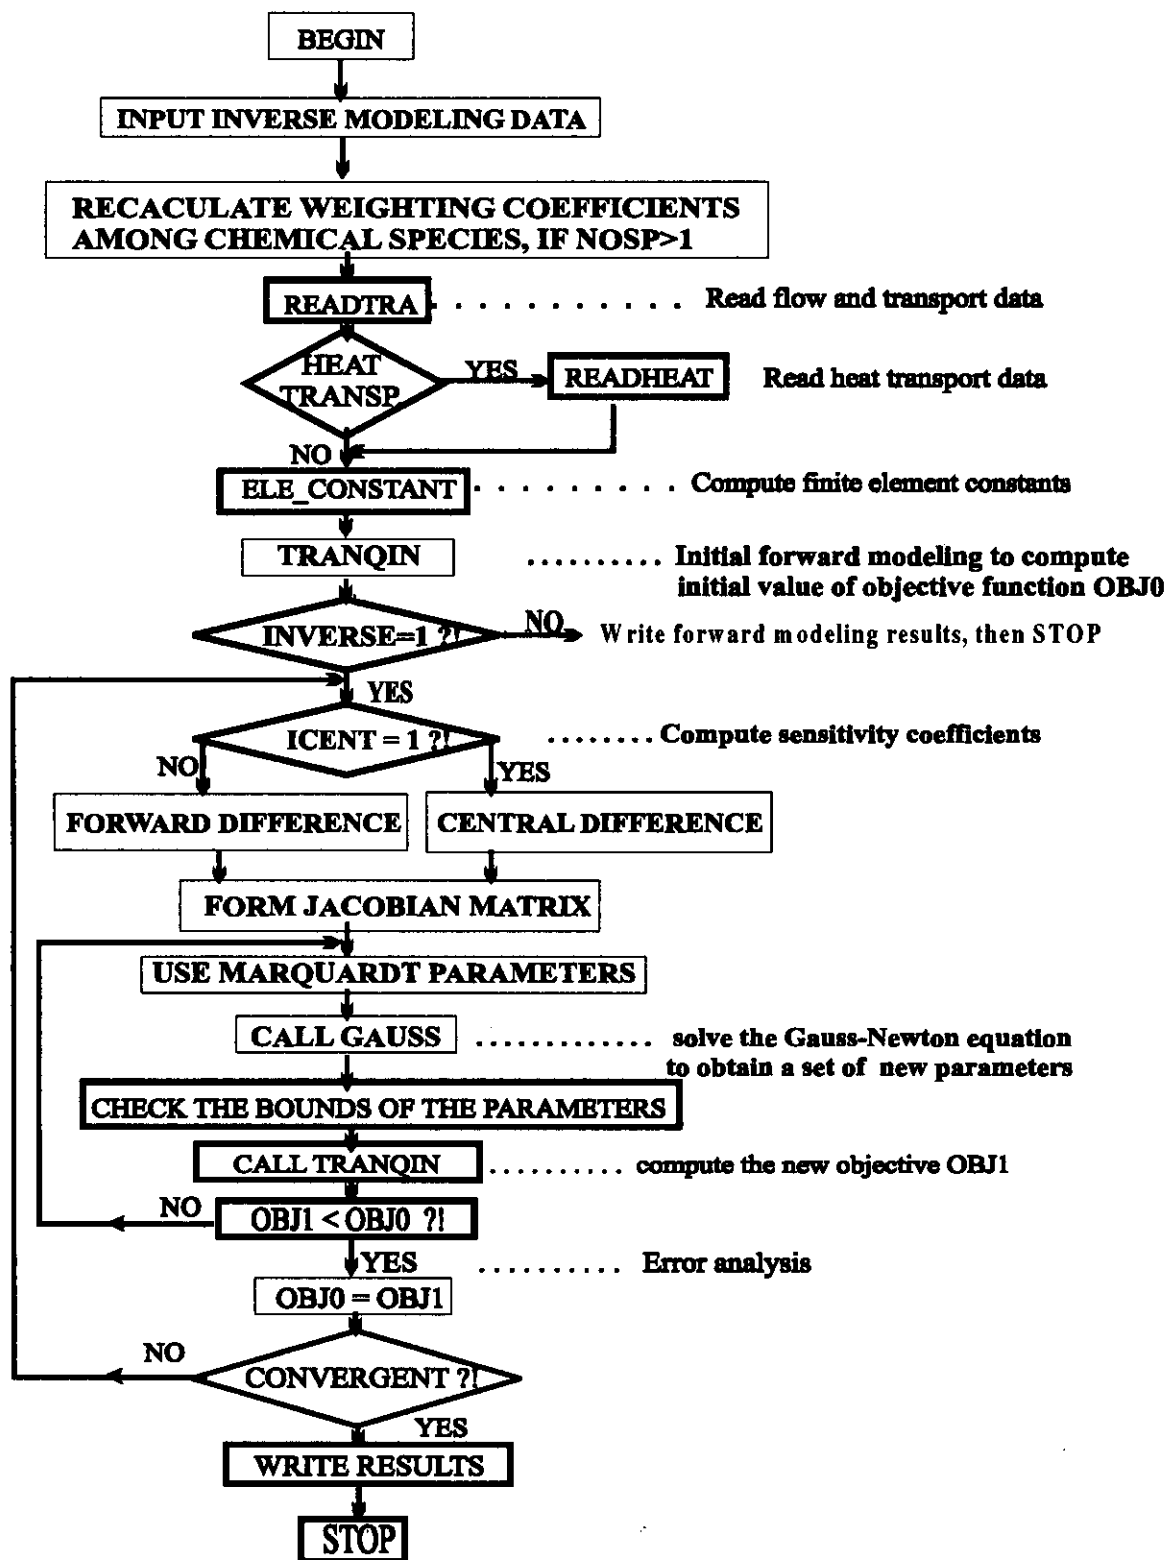 BEGIN
INPUT INVERSE MODELING DATA
RECACULATE WEIGHTING COEFFICIENTS
AMONG CHEMICAL SPECIES, IF NOSP>1
READTRA . . . . . . . . . . . . Read flow and transport data
HEAT
TRANSP.
YES
READHEAT
Read heat transport data
NO
ELE_CONSTANT . . . . . . . . . . Compute finite element constants
TRANQIN . . . . . . . . . . Initial forward modeling to compute
initial value of objective function OBJ0
INVERSE=1 ?!
NO
Write forward modeling results, then STOP
YES
ICENT = 1 ?! . . . . . . . . Compute sensitivity coefficients
NO
YES
FORWARD DIFFERENCE
CENTRAL DIFFERENCE
FORM JACOBIAN MATRIX
USE MARQUARDT PARAMETERS
CALL GAUSS . . . . . . . . . . . . . solve the Gauss-Newton equation
to obtain a set of new parameters
CHECK THE BOUNDS OF THE PARAMETERS
CALL TRANQIN . . . . . . . . . . compute the new objective OBJ1
NO
OBJ1 < OBJ0 ?!
YES . . . . . . . . . . Error analysis
OBJ0 = OBJ1
NO
CONVERGENT ?!
YES
WRITE RESULTS
STOP